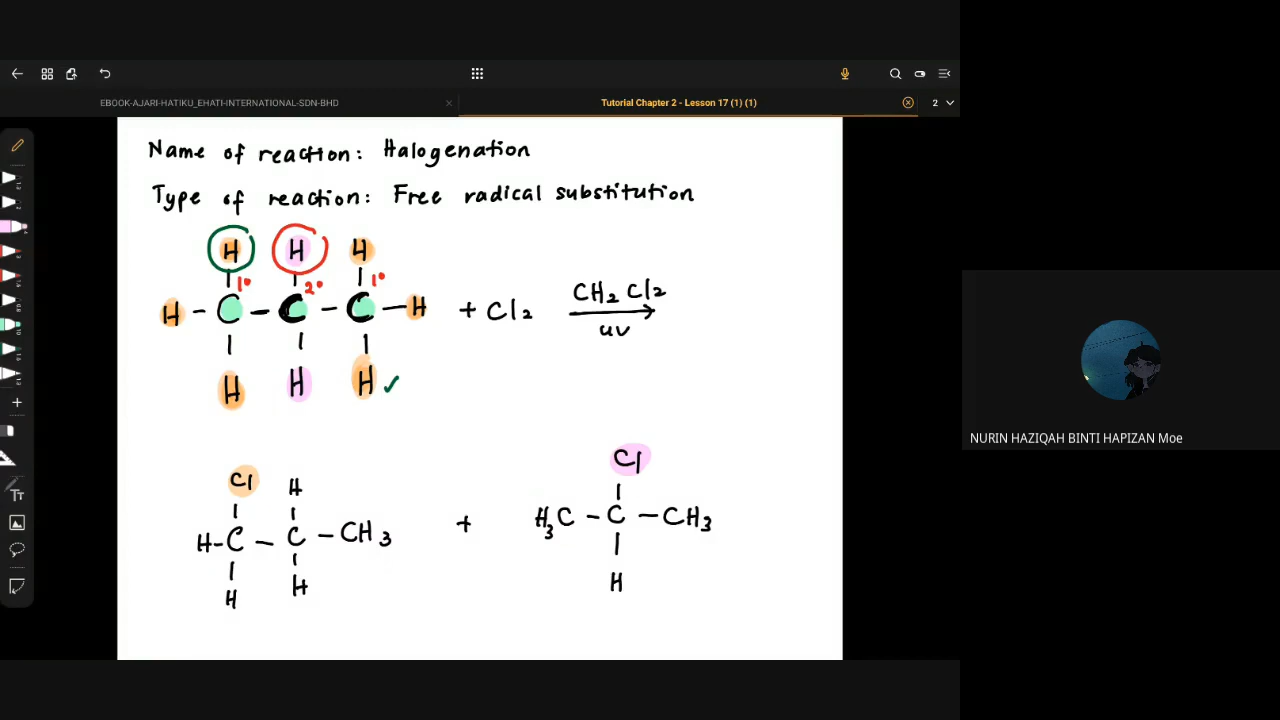 EBOOK-AJARI-HATIKU_EHATI-INTERNATIONAL-SDN-BHD
Tutorial Chapter 2 - Lesson 17 (1) (1)
2
Name of reaction: Halogenation
Type of reaction: Free radical substitution
H H H
1° 2° 1°
H - C - C - C - H + Cl2 CH2Cl2
uv
H H H ✓
Cl H Cl
H - C - C - CH3 + H3C - C - CH3
H H H
Tt
NURIN HAZIQAH BINTI HAPIZAN Moe